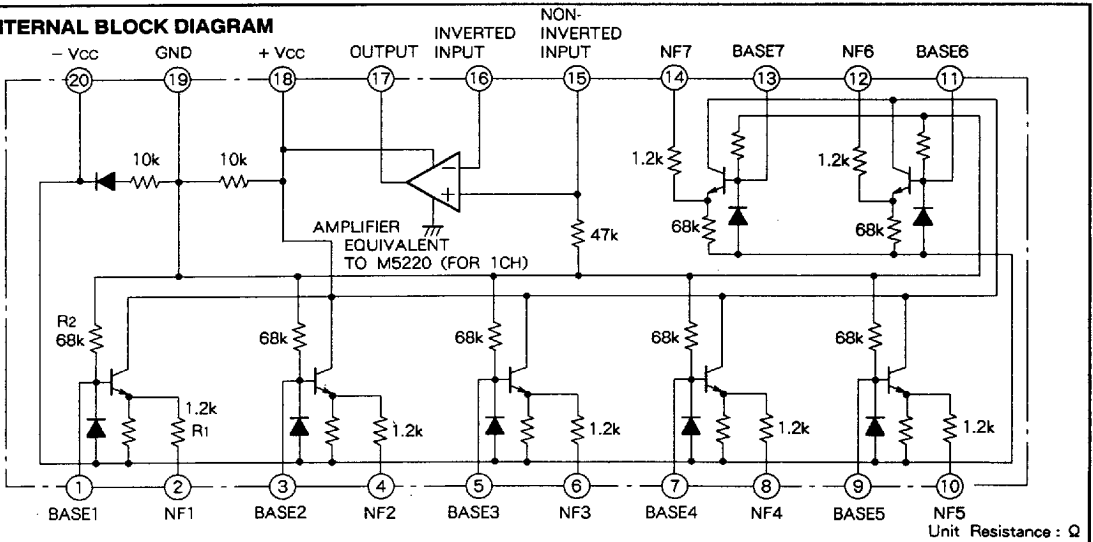 INTERNAL BLOCK DIAGRAM
− VCC
GND
+ VCC
OUTPUT
INVERTED
INPUT
NON-
INVERTED
INPUT
NF7
BASE7
NF6
BASE6
20
19
18
17
16
15
14
13
12
11
10k
10k
−
+
1.2k
1.2k
68k
68k
47k
AMPLIFIER
EQUIVALENT
TO M5220 (FOR 1CH)
R2
68k
68k
68k
68k
68k
1.2k
R1
1.2k
1.2k
1.2k
1.2k
1
2
3
4
5
6
7
8
9
10
BASE1
NF1
BASE2
NF2
BASE3
NF3
BASE4
NF4
BASE5
NF5
Unit Resistance : Ω